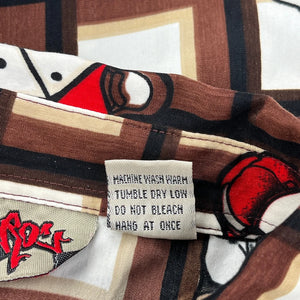 MACHINE WASH WARM
TUMBLE DRY LOW
DO NOT BLEACH
HANG AT ONCE